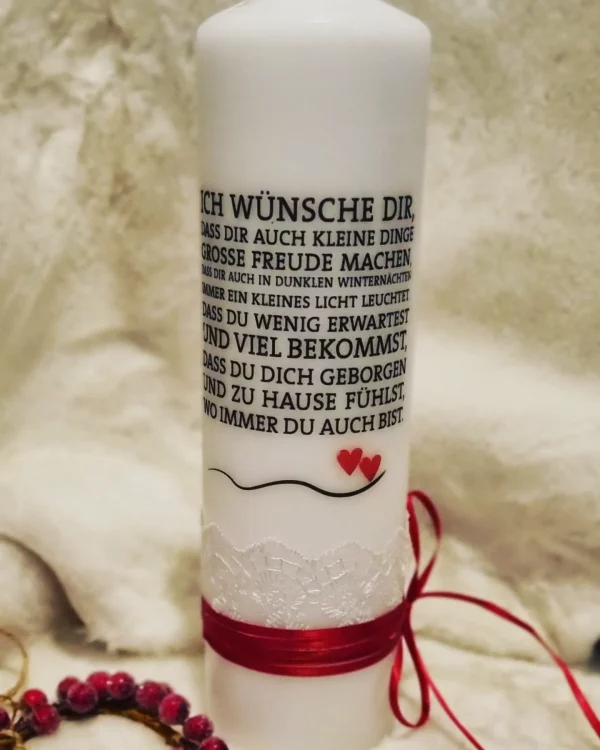 ICH WÜNSCHE DIR,
DASS DIR AUCH KLEINE DINGE
GROSSE FREUDE MACHEN,
DASS DIR AUCH IN DUNKLEN WINTERNÄCHTEN
IMMER EIN KLEINES LICHT LEUCHTET
DASS DU WENIG ERWARTEST
UND VIEL BEKOMMST,
DASS DU DICH GEBORGEN
UND ZU HAUSE FÜHLST,
WO IMMER DU AUCH BIST.